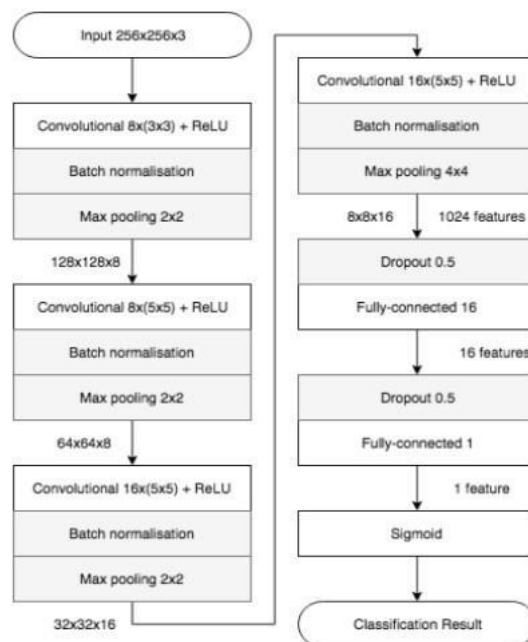 Input 256x256x3
Convolutional 8x(3x3) + ReLU
Batch normalisation
Max pooling 2x2
128x128x8
Convolutional 8x(5x5) + ReLU
Batch normalisation
Max pooling 2x2
64x64x8
Convolutional 16x(5x5) + ReLU
Batch normalisation
Max pooling 2x2
32x32x16
Convolutional 16x(5x5) + ReLU
Batch normalisation
Max pooling 4x4
8x8x16 1024 features
Dropout 0.5
Fully-connected 16
16 features
Dropout 0.5
Fully-connected 1
1 feature
Sigmoid
Classification Result